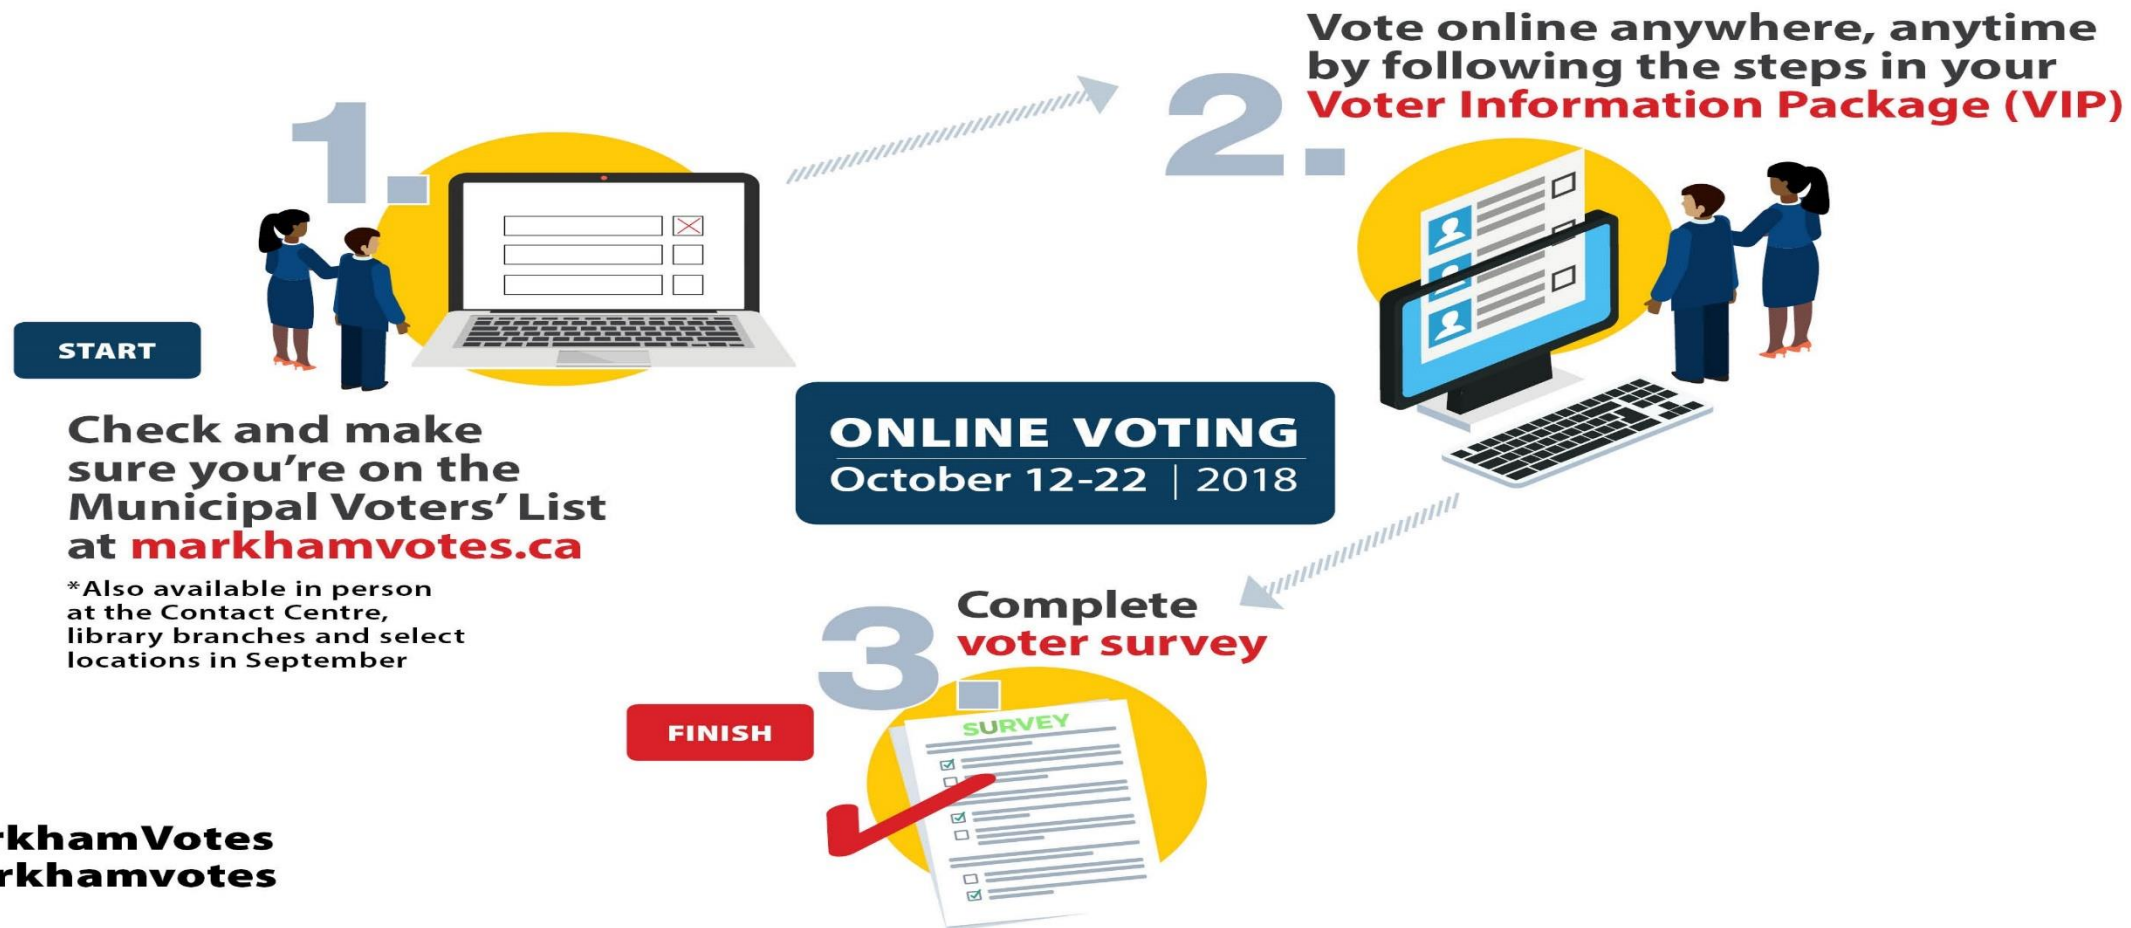 1.
START
Check and make
sure you're on the
Municipal Voters' List
at markhamvotes.ca
*Also available in person
at the Contact Centre,
library branches and select
locations in September
2.
Vote online anywhere, anytime
by following the steps in your
Voter Information Package (VIP)
ONLINE VOTING
October 12-22 | 2018
3.
Complete
voter survey
FINISH
SURVEY
rkhamVotes
rkhamvotes